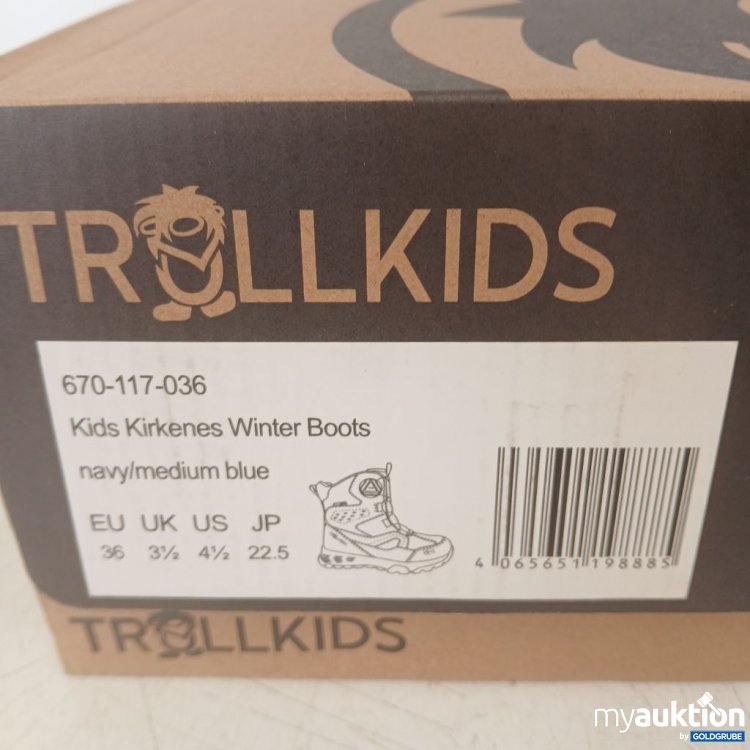 TROLLKIDS
670-117-036
Kids Kirkenes Winter Boots
navy/medium blue
EU UK US JP
36 3½ 4½ 22.5
4 065651 198885
TROLLKIDS
myauktion
by GOLDGRUBE